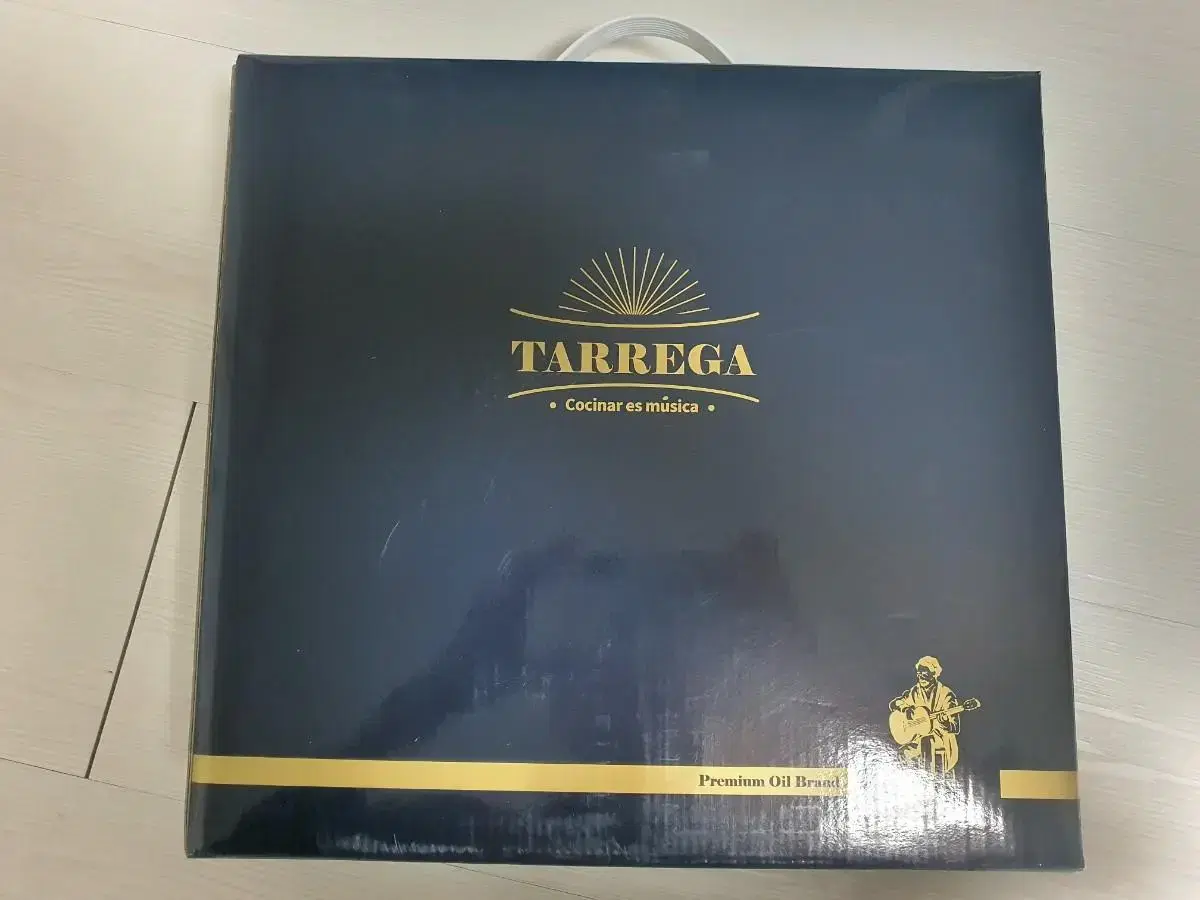 TARREGA
• Cocinar es música •
Premium Oil Brand